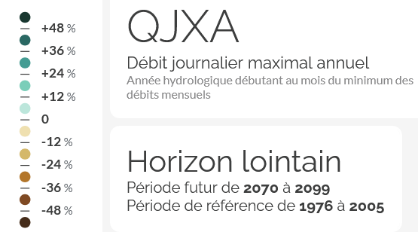 +48 %
+36 %
+24 %
+12 %
0
-12 %
-24 %
-36 %
-48 %
QJXA
Débit journalier maximal annuel
Année hydrologique débutant au mois du minimum des
débits mensuels
Horizon lointain
Période futur de 2070 à 2099
Période de référence de 1976 à 2005